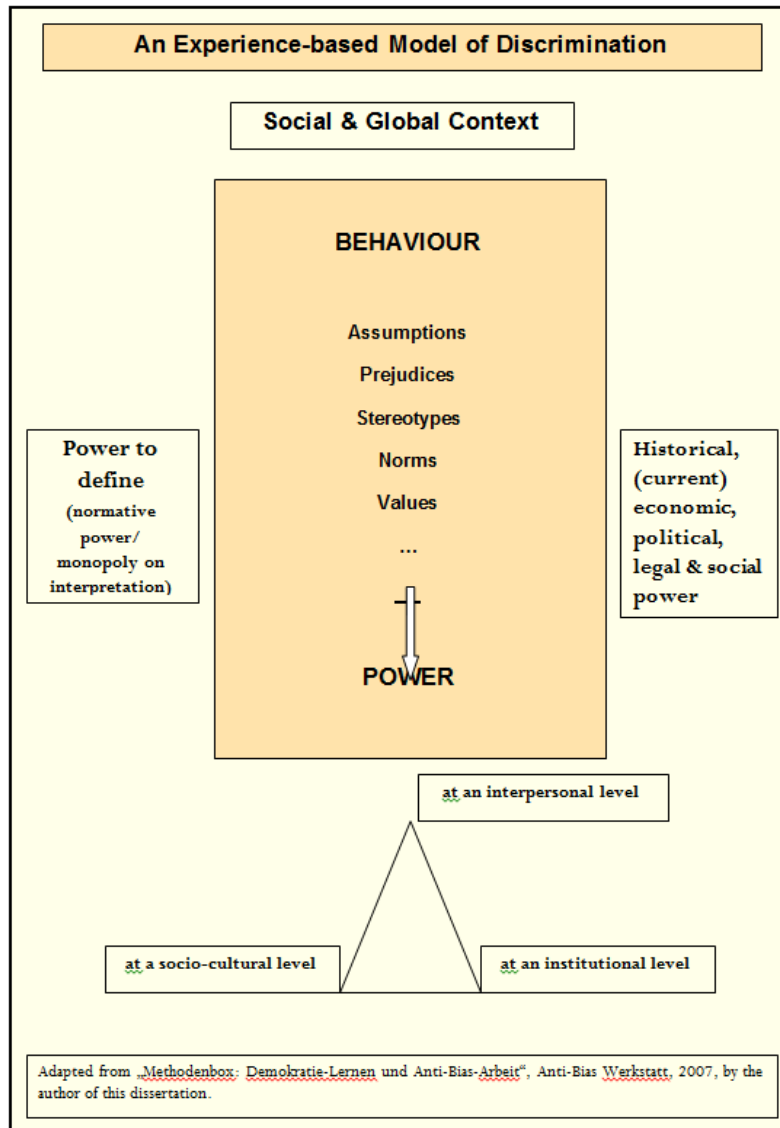 An Experience-based Model of Discrimination
Social & Global Context
BEHAVIOUR
Assumptions
Prejudices
Stereotypes
Norms
Values
...
Power to
define
(normative
power/
monopoly on
interpretation)
Historical,
(current)
economic,
political,
legal & social
power
POWER
at an interpersonal level
at a socio-cultural level
at an institutional level
Adapted from „Methodenbox: Demokratie-Lernen und Anti-Bias-Arbeit“, Anti-Bias Werkstatt, 2007, by the
author of this dissertation.